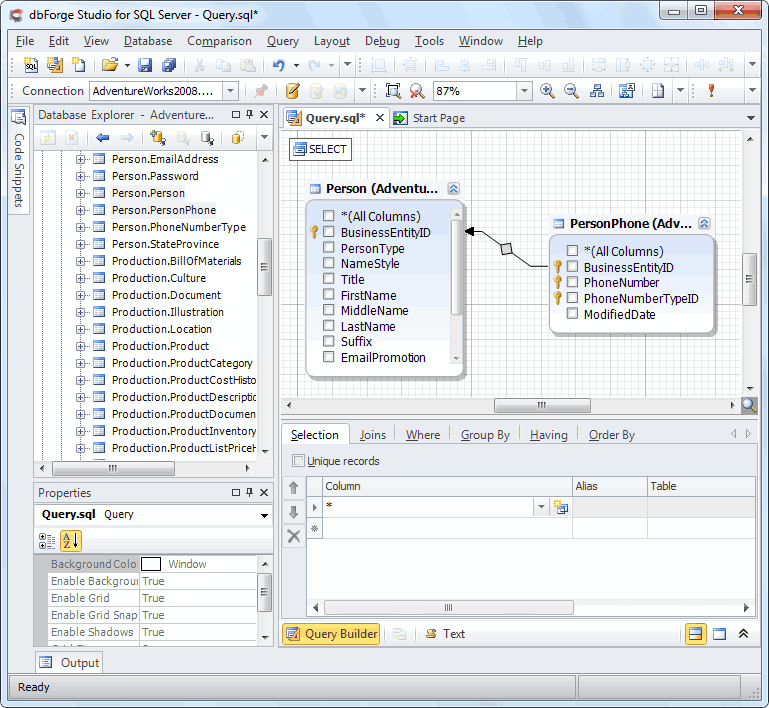 dbForge Studio for SQL Server - Query.sql*
File Edit View Database Comparison Query Layout Debug Tools Window Help
SQL
Connection AdventureWorks2008.... 87%
Code Snippets
Database Explorer - Adventure...
Person.EmailAddress
Person.Password
Person.Person
Person.PersonPhone
Person.PhoneNumberType
Person.StateProvince
Production.BillOfMaterials
Production.Culture
Production.Document
Production.Illustration
Production.Location
Production.Product
Production.ProductCategory
Production.ProductCostHisto
Production.ProductDescriptio
Production.ProductDocumen
Production.ProductInventory
Production.ProductListPriceH
Properties
Query.sql Query
Background Colo Window
Enable Backgrour True
Enable Grid True
Enable Grid Snap True
Enable Shadows True
Output
Ready
Query.sql* Start Page
SELECT
Person (Adventu...
*(All Columns)
BusinessEntityID
PersonType
NameStyle
Title
FirstName
MiddleName
LastName
Suffix
EmailPromotion
PersonPhone (Adv...
*(All Columns)
BusinessEntityID
PhoneNumber
PhoneNumberTypeID
ModifiedDate
Selection Joins Where Group By Having Order By
Unique records
Column Alias Table
*
Query Builder Text